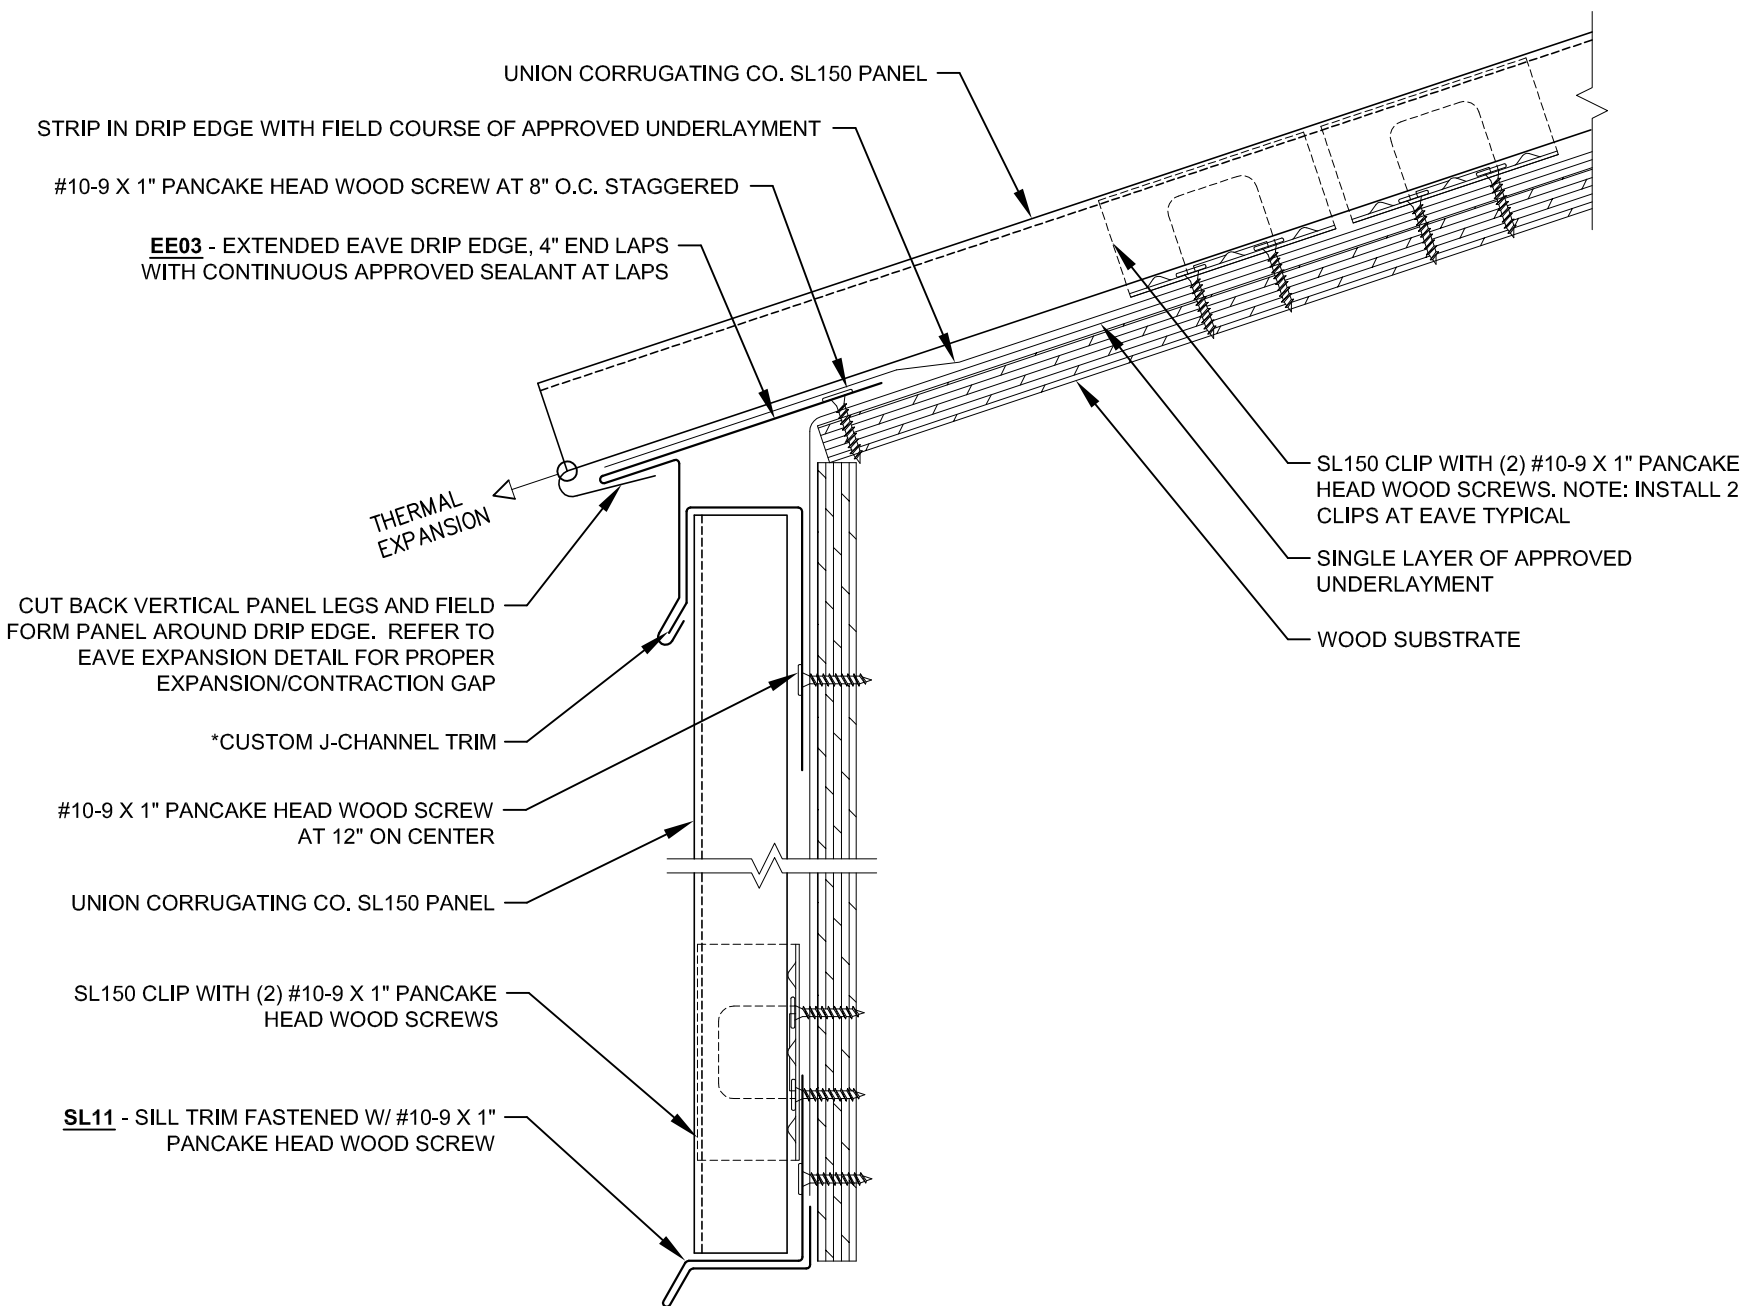 UNION CORRUGATING CO. SL150 PANEL
STRIP IN DRIP EDGE WITH FIELD COURSE OF APPROVED UNDERLAYMENT
#10-9 X 1" PANCAKE HEAD WOOD SCREW AT 8" O.C. STAGGERED
EE03 - EXTENDED EAVE DRIP EDGE, 4" END LAPS
WITH CONTINUOUS APPROVED SEALANT AT LAPS
THERMAL
EXPANSION
CUT BACK VERTICAL PANEL LEGS AND FIELD
FORM PANEL AROUND DRIP EDGE. REFER TO
EAVE EXPANSION DETAIL FOR PROPER
EXPANSION/CONTRACTION GAP
*CUSTOM J-CHANNEL TRIM
#10-9 X 1" PANCAKE HEAD WOOD SCREW
AT 12" ON CENTER
UNION CORRUGATING CO. SL150 PANEL
SL150 CLIP WITH (2) #10-9 X 1" PANCAKE
HEAD WOOD SCREWS
SL11 - SILL TRIM FASTENED W/ #10-9 X 1"
PANCAKE HEAD WOOD SCREW
SL150 CLIP WITH (2) #10-9 X 1" PANCAKE
HEAD WOOD SCREWS. NOTE: INSTALL 2
CLIPS AT EAVE TYPICAL
SINGLE LAYER OF APPROVED
UNDERLAYMENT
WOOD SUBSTRATE